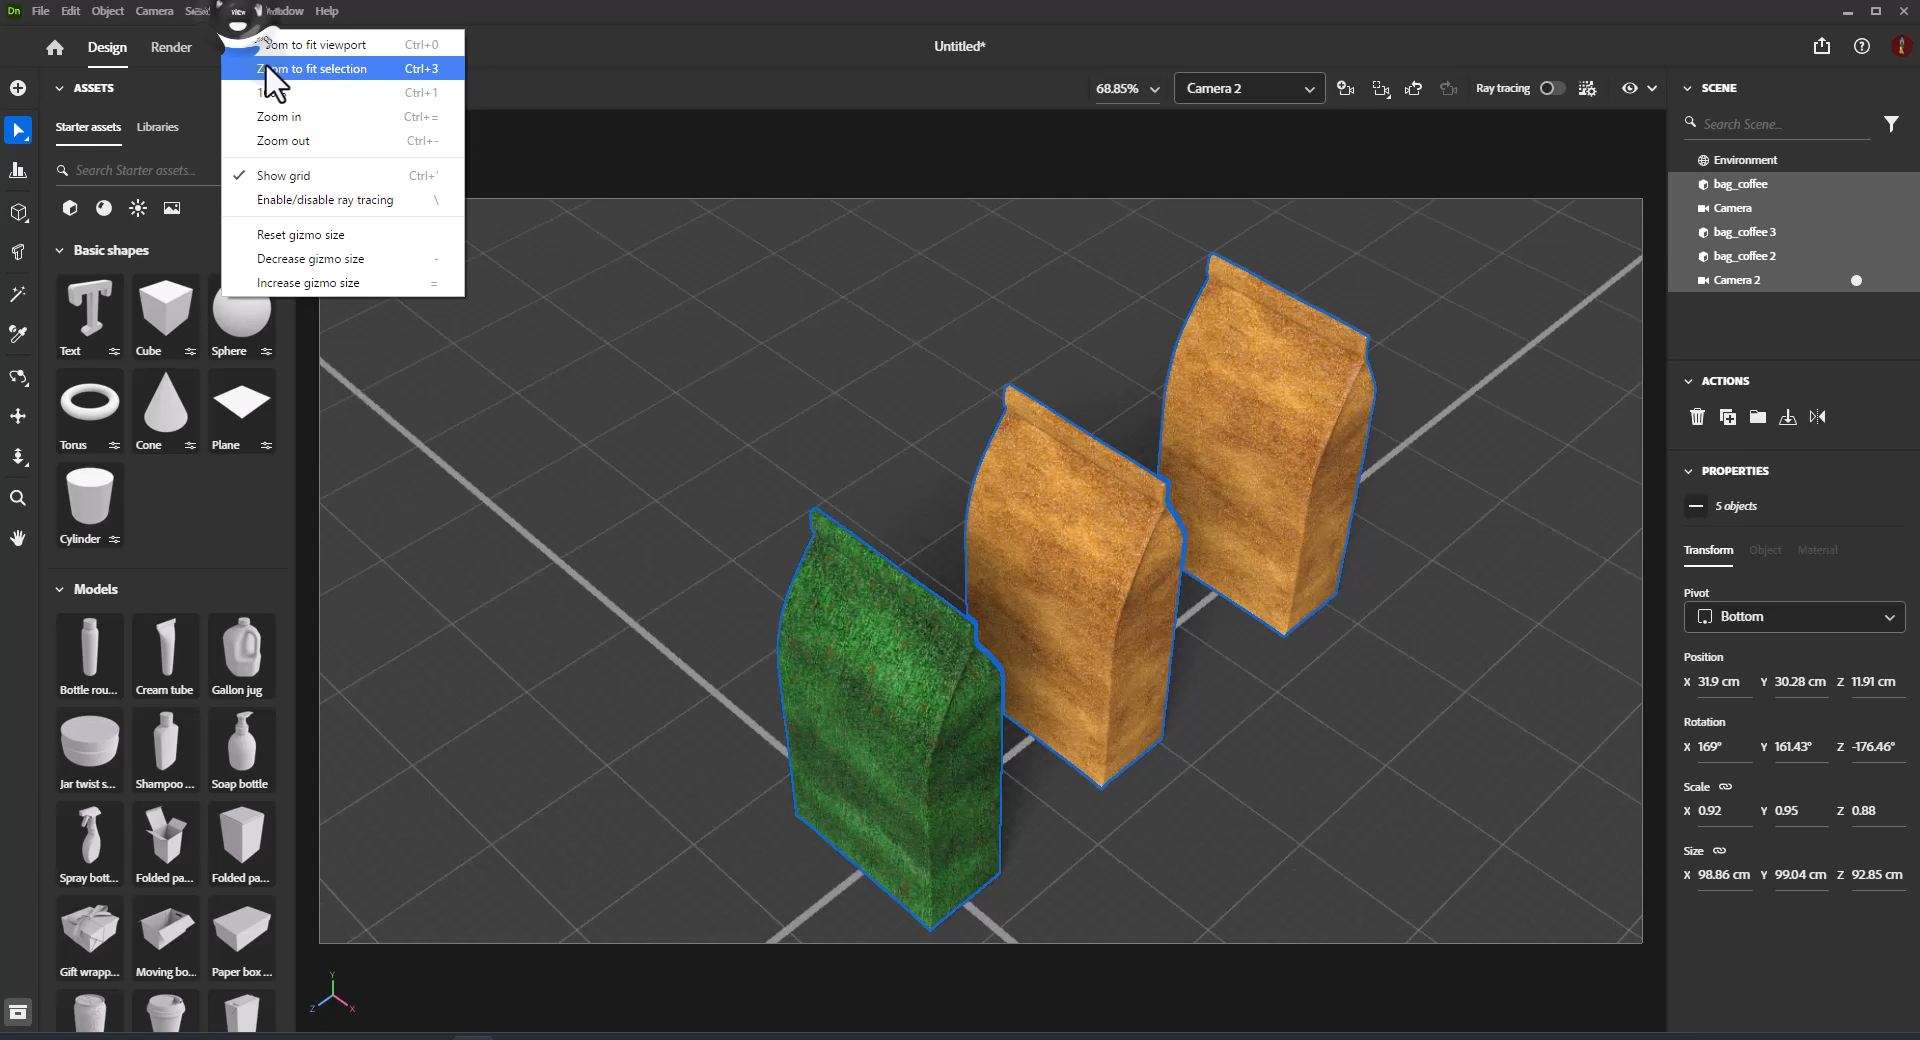 Dn File Edit Object Camera View Window Help
Design Render
Untitled*
Zoom to fit viewport Ctrl+0
Zoom to fit selection Ctrl+3
Ctrl+1
Zoom in Ctrl+=
Zoom out Ctrl+-
Show grid Ctrl+'
Enable/disable ray tracing \
Reset gizmo size
Decrease gizmo size -
Increase gizmo size =
68.85% Camera 2 Ray tracing
ASSETS
Starter assets Libraries
Search Starter assets...
Basic shapes
Text Cube Sphere
Torus Cone Plane
Cylinder
Models
Bottle rou... Cream tube Gallon jug
Jar twist s... Shampoo ... Soap bottle
Spray bott... Folded pa... Folded pa...
Gift wrapp... Moving bo... Paper box ...
Y
Z X
SCENE
Search Scene...
Environment
bag_coffee
Camera
bag_coffee 3
bag_coffee 2
Camera 2
ACTIONS
PROPERTIES
5 objects
Transform Object Material
Pivot
Bottom
Position
X 31.9 cm Y 30.28 cm Z 11.91 cm
Rotation
X 169° Y 161.43° Z -176.46°
Scale
X 0.92 Y 0.95 Z 0.88
Size
X 98.86 cm Y 99.04 cm Z 92.85 cm